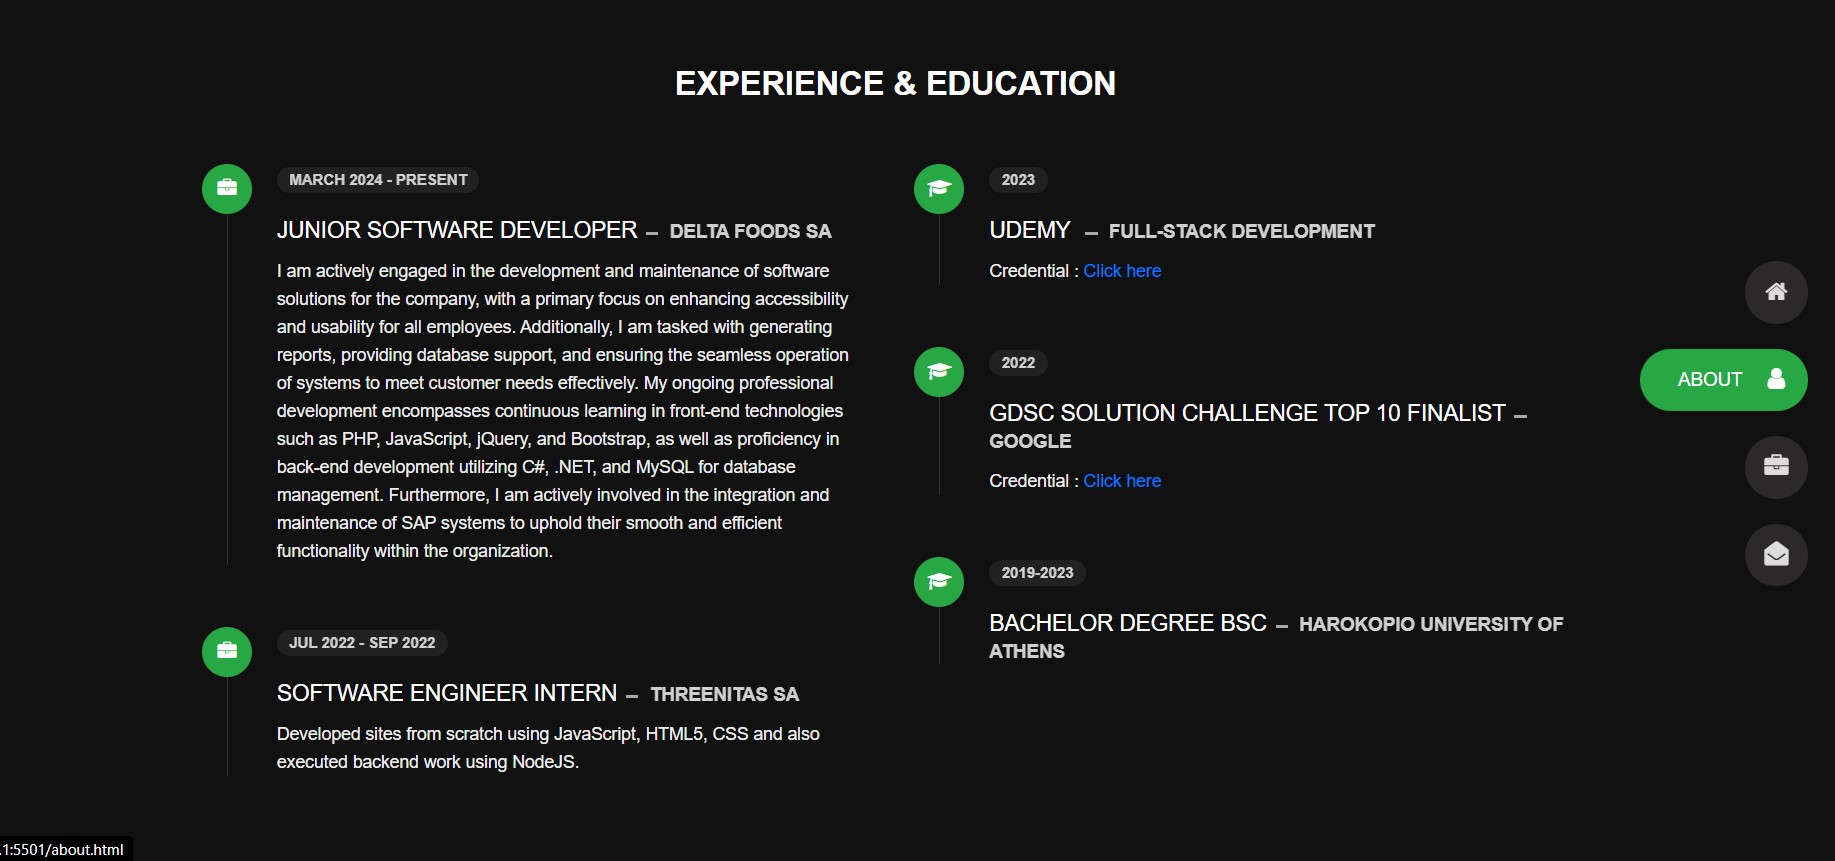 EXPERIENCE & EDUCATION
MARCH 2024 - PRESENT
JUNIOR SOFTWARE DEVELOPER – DELTA FOODS SA
I am actively engaged in the development and maintenance of software
solutions for the company, with a primary focus on enhancing accessibility
and usability for all employees. Additionally, I am tasked with generating
reports, providing database support, and ensuring the seamless operation
of systems to meet customer needs effectively. My ongoing professional
development encompasses continuous learning in front-end technologies
such as PHP, JavaScript, jQuery, and Bootstrap, as well as proficiency in
back-end development utilizing C#, .NET, and MySQL for database
management. Furthermore, I am actively involved in the integration and
maintenance of SAP systems to uphold their smooth and efficient
functionality within the organization.
JUL 2022 - SEP 2022
SOFTWARE ENGINEER INTERN – THREENITAS SA
Developed sites from scratch using JavaScript, HTML5, CSS and also
executed backend work using NodeJS.
2023
UDEMY – FULL-STACK DEVELOPMENT
Credential : Click here
2022
GDSC SOLUTION CHALLENGE TOP 10 FINALIST –
GOOGLE
Credential : Click here
2019-2023
BACHELOR DEGREE BSC – HAROKOPIO UNIVERSITY OF
ATHENS
ABOUT
.1:5501/about.html